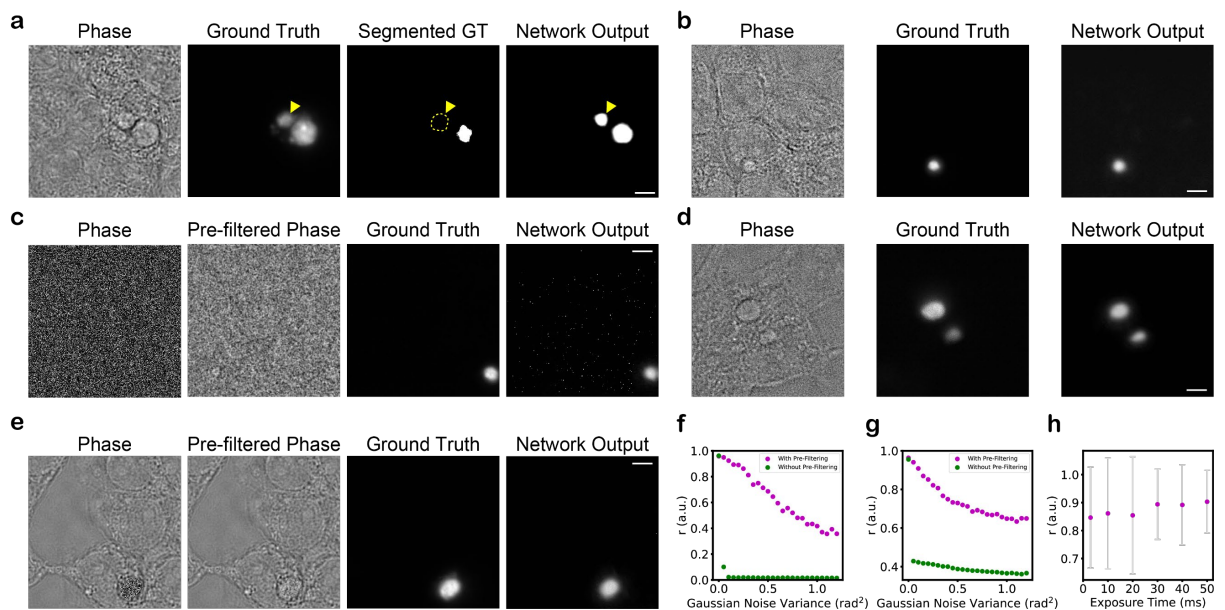 a
Phase
Ground Truth
Segmented GT
Network Output
b
Phase
Ground Truth
Network Output
c
Phase
Pre-filtered Phase
Ground Truth
Network Output
d
Phase
Ground Truth
Network Output
e
Phase
Pre-filtered Phase
Ground Truth
Network Output
f
1.0
0.8
0.6
0.4
0.2
0.0
r (a.u.)
With Pre-Filtering
Without Pre-Filtering
0.0
0.5
1.0
Gaussian Noise Variance (rad²)
g
1.0
0.8
0.6
0.4
r (a.u.)
With Pre-Filtering
Without Pre-Filtering
0.0
0.5
1.0
Gaussian Noise Variance (rad²)
h
1.0
0.9
0.8
0.7
r (a.u.)
0
10
20
30
40
50
Exposure Time (ms)